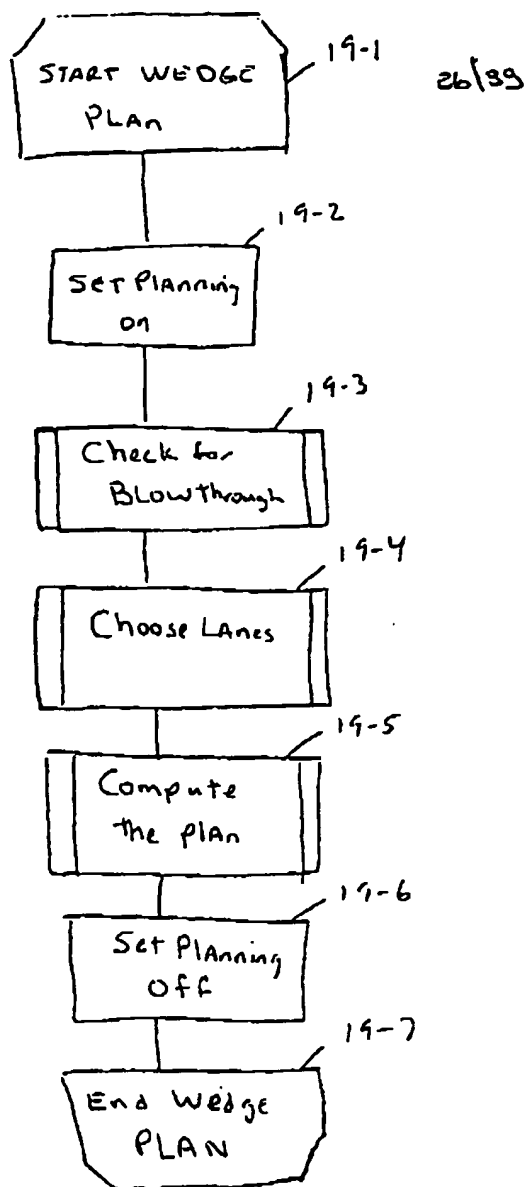 19-1
26/99
START WEDGE
PLAN
19-2
Set Planning
on
19-3
Check for
Blowthrough
19-4
Choose Lanes
19-5
Compute
the plan
19-6
Set Planning
Off
19-7
End Wedge
PLAN